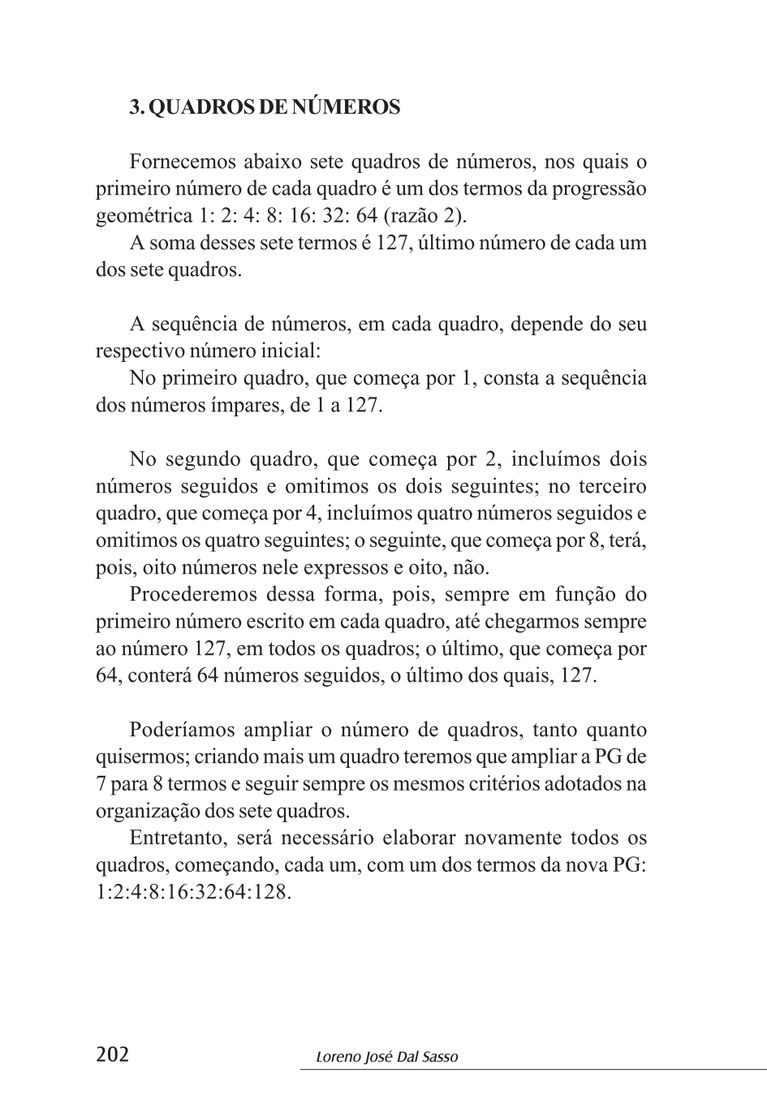 3. QUADROS DE NÚMEROS
Fornecemos abaixo sete quadros de números, nos quais o
primeiro número de cada quadro é um dos termos da progressão
geométrica 1: 2: 4: 8: 16: 32: 64 (razão 2).
A soma desses sete termos é 127, último número de cada um
dos sete quadros.
A sequência de números, em cada quadro, depende do seu
respectivo número inicial:
No primeiro quadro, que começa por 1, consta a sequência
dos números ímpares, de 1 a 127.
No segundo quadro, que começa por 2, incluímos dois
números seguidos e omitimos os dois seguintes; no terceiro
quadro, que começa por 4, incluímos quatro números seguidos e
omitimos os quatro seguintes; o seguinte, que começa por 8, terá,
pois, oito números nele expressos e oito, não.
Procederemos dessa forma, pois, sempre em função do
primeiro número escrito em cada quadro, até chegarmos sempre
ao número 127, em todos os quadros; o último, que começa por
64, conterá 64 números seguidos, o último dos quais, 127.
Poderíamos ampliar o número de quadros, tanto quanto
quisermos; criando mais um quadro teremos que ampliar a PG de
7 para 8 termos e seguir sempre os mesmos critérios adotados na
organização dos sete quadros.
Entretanto, será necessário elaborar novamente todos os
quadros, começando, cada um, com um dos termos da nova PG:
1:2:4:8:16:32:64:128.
202
Loreno José Dal Sasso